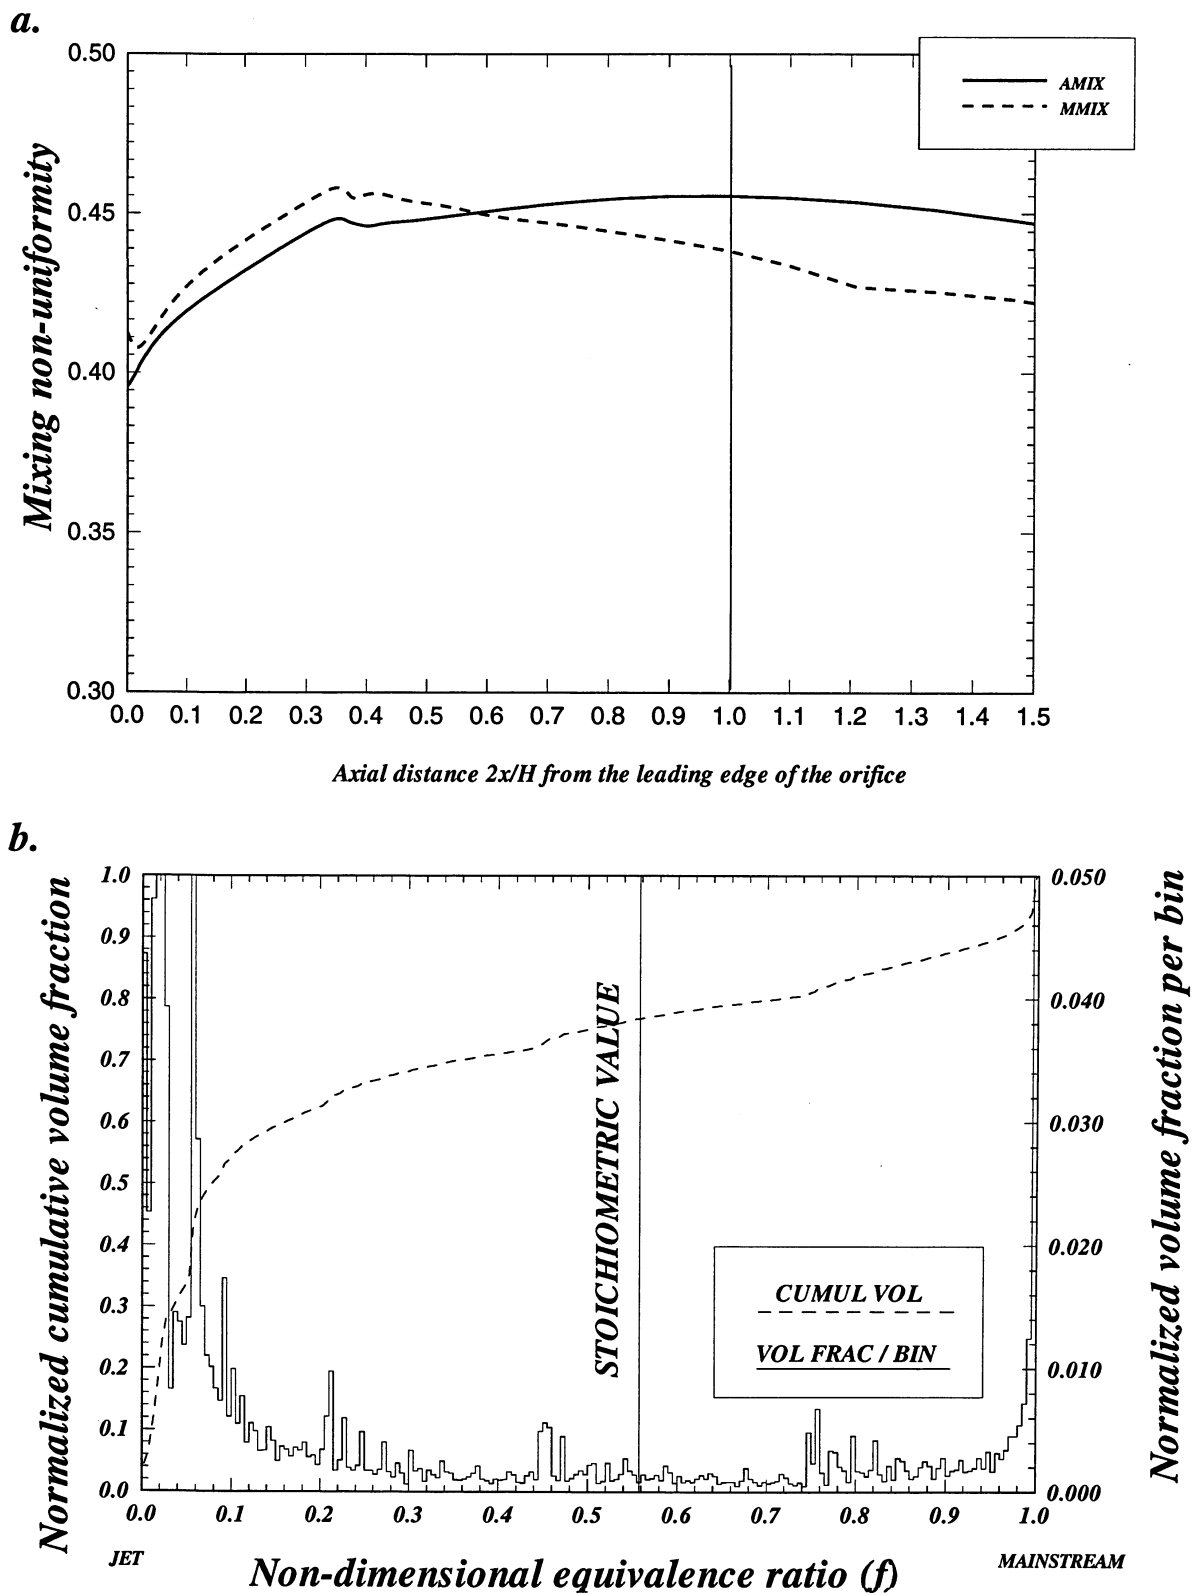 a.
0.50
0.45
0.40
0.35
0.30
Mixing non-uniformity
AMIX
MMIX
0.0 0.1 0.2 0.3 0.4 0.5 0.6 0.7 0.8 0.9 1.0 1.1 1.2 1.3 1.4 1.5
Axial distance 2x/H from the leading edge of the orifice
b.
Normalized cumulative volume fraction
1.0
0.9
0.8
0.7
0.6
0.5
0.4
0.3
0.2
0.1
0.0
STOICHIOMETRIC VALUE
CUMUL VOL
VOL FRAC / BIN
0.050
0.040
0.030
0.020
0.010
0.000
Normalized volume fraction per bin
0.0 0.1 0.2 0.3 0.4 0.5 0.6 0.7 0.8 0.9 1.0
JET
MAINSTREAM
Non-dimensional equivalence ratio (f)